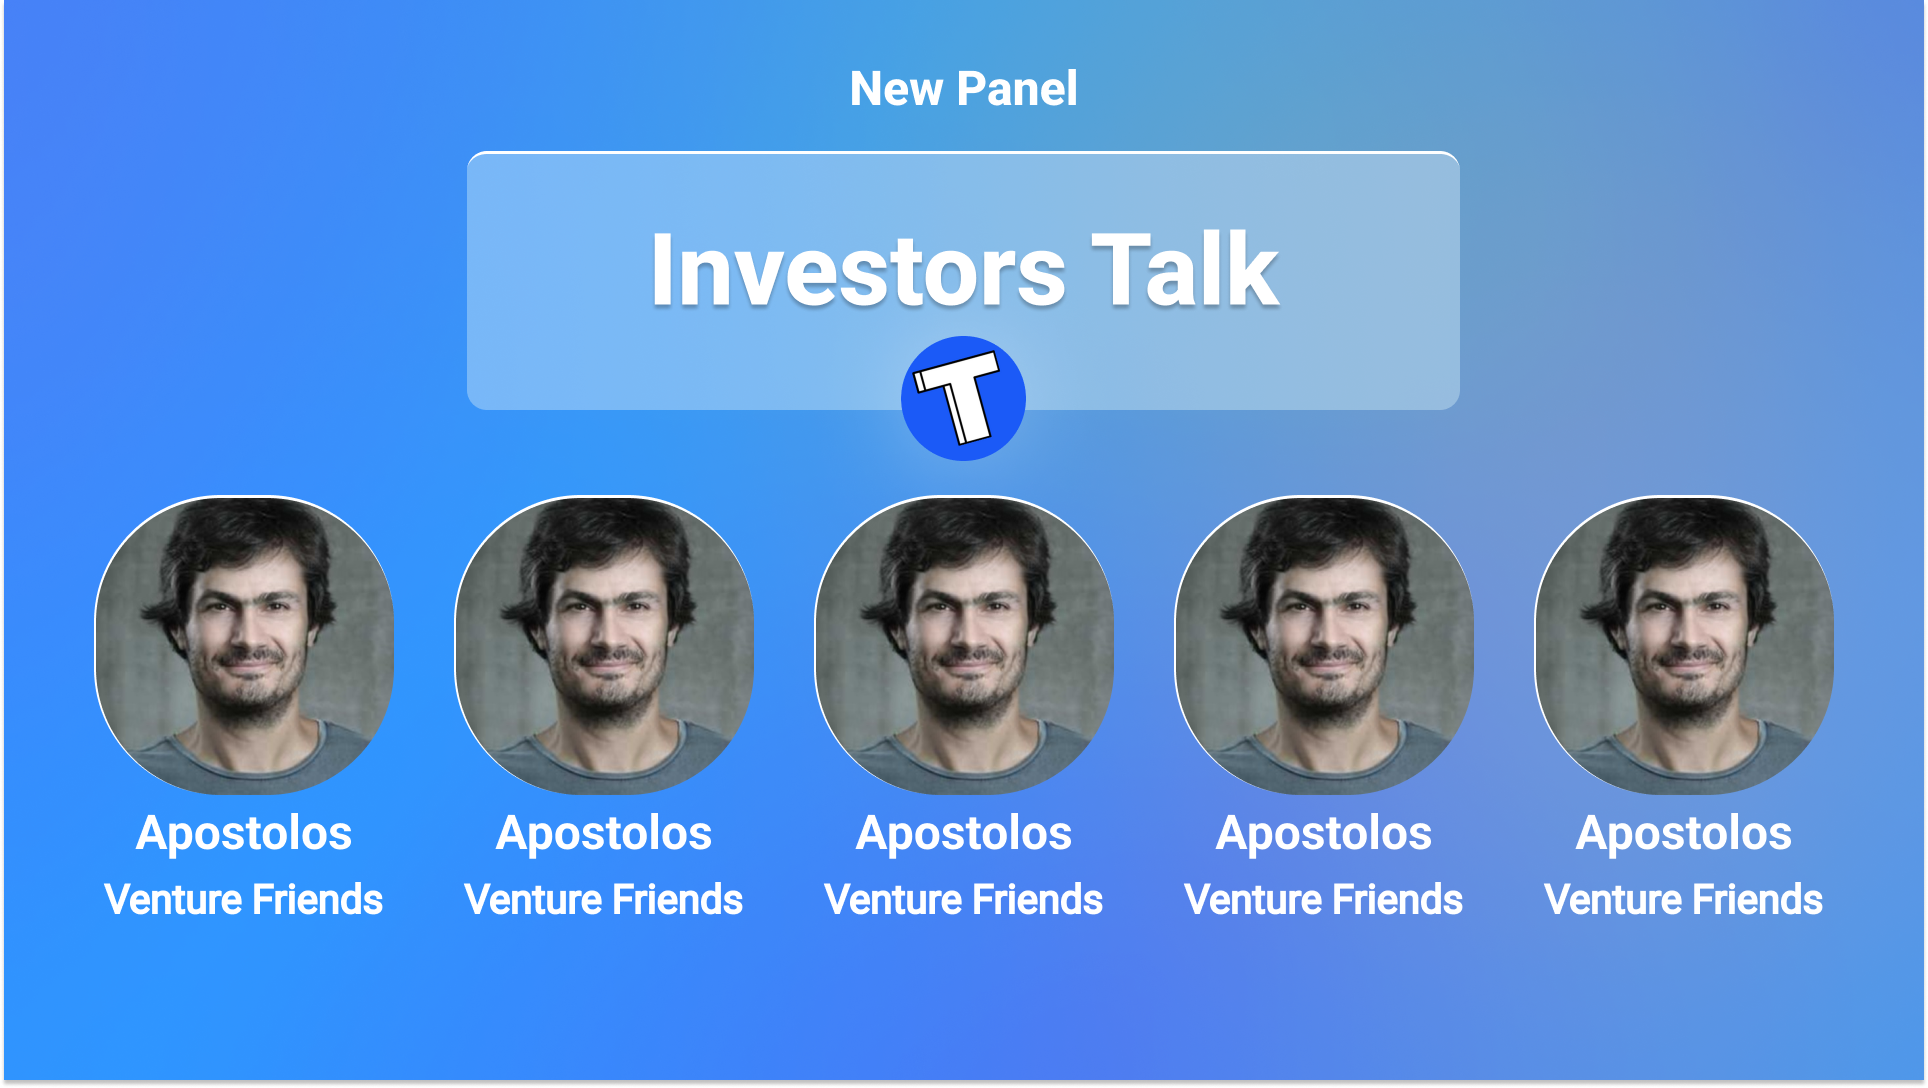 New Panel
Investors Talk
T
Apostolos Apostolos Apostolos Apostolos Apostolos
Venture Friends Venture Friends Venture Friends Venture Friends Venture Friends